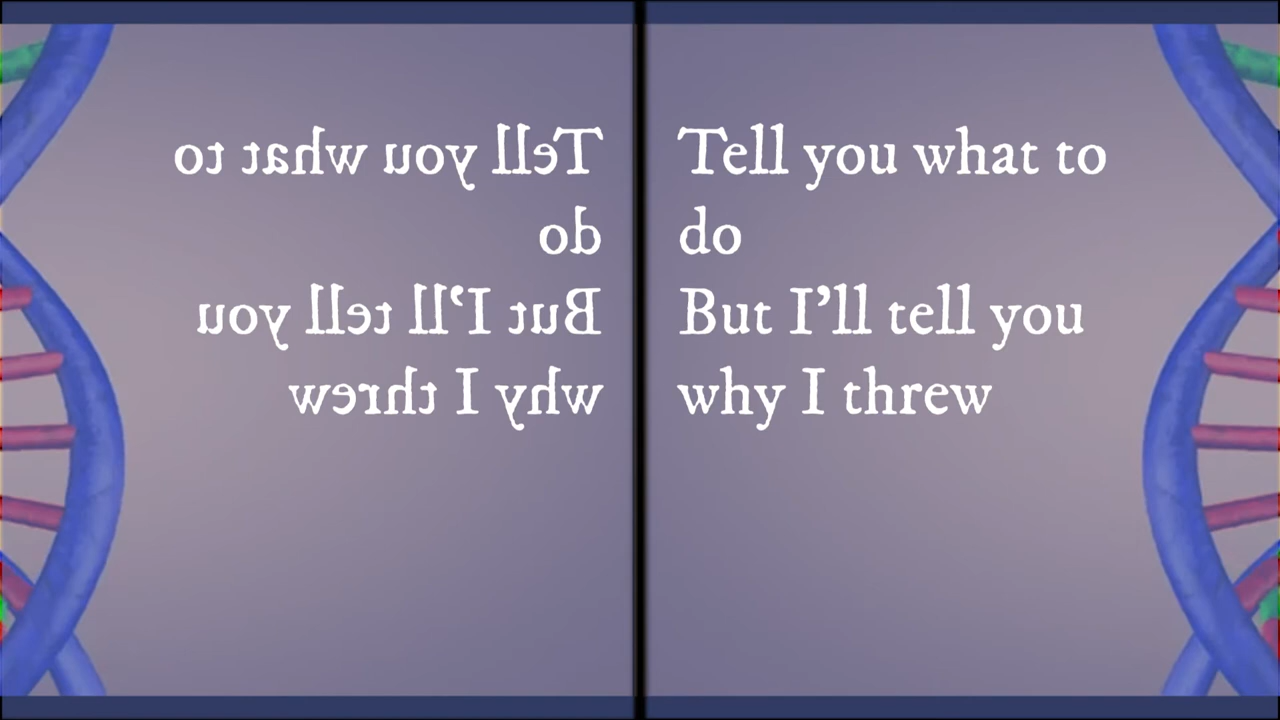 Tell you what to
do
But I'll tell you
why I threw
Tell you what to
do
But I’ll tell you
why I threw